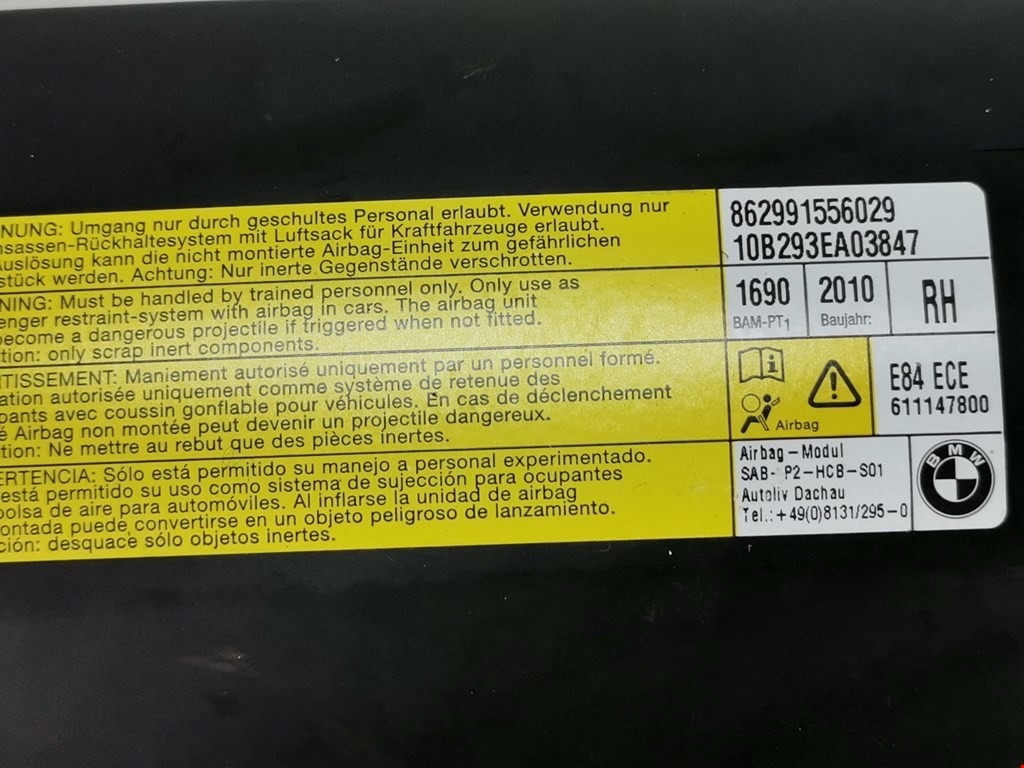 NUNG: Umgang nur durch geschultes Personal erlaubt. Verwendung nur
nsassen-Rückhaltesystem mit Luftsack für Kraftfahrzeuge erlaubt.
Auslösung kann die nicht montierte Airbag-Einheit zum gefährlichen
stück werden. Achtung: Nur inerte Gegenstände verschrotten.
NING: Must be handled by trained personnel only. Only use as
enger restraint-system with airbag in cars. The airbag unit
become a dangerous projectile if triggered when not fitted.
tion: only scrap inert components.
TISSEMENT: Maniement autorisé uniquement par un personnel formé.
ation autorisée uniquement comme système de retenue des
pants avec coussin gonflable pour véhicules. En cas de déclenchement
é Airbag non montée peut devenir un projectile dangereux.
tion: Ne mettre au rebut que des pièces inertes.
ERTENCIA: Sólo está permitido su manejo a personal experimentado.
está permitido su uso como sistema de sujección para ocupantes
bolsa de aire para automóviles. Al inflarse la unidad de airbag
ontada puede convertirse en un objeto peligroso de lanzamiento.
ción: desguace sólo objetos inertes.
862991556029
10B293EA03847
1690
BAM-PT1
2010
Baujahr:
RH
Airbag
E84 ECE
611147800
Airbag-Modul
SAB- P2-HCB-S01
Autoliv Dachau
Tel.: +49(0)8131/295-0
BMW